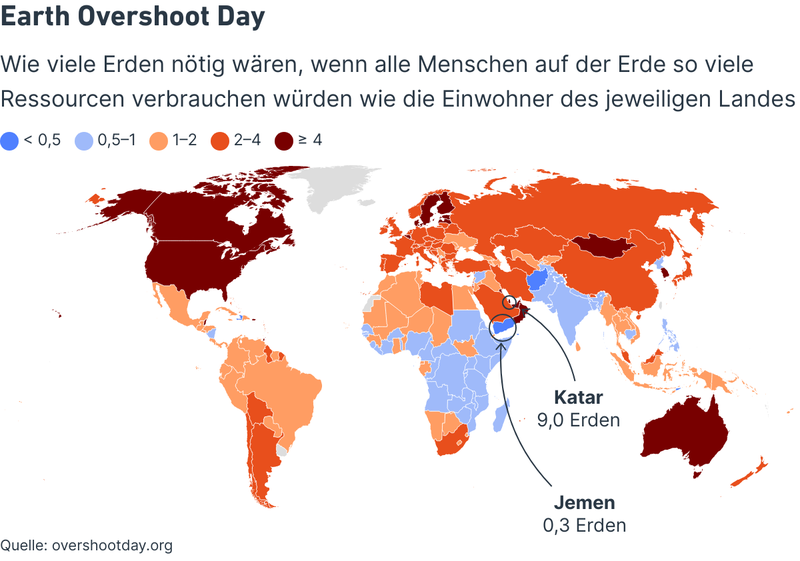 Earth Overshoot Day
Wie viele Erden nötig wären, wenn alle Menschen auf der Erde so viele
Ressourcen verbrauchen würden wie die Einwohner des jeweiligen Landes
< 0,5 0,5–1 1–2 2–4 ≥ 4
Katar
9,0 Erden
Jemen
0,3 Erden
Quelle: overshootday.org